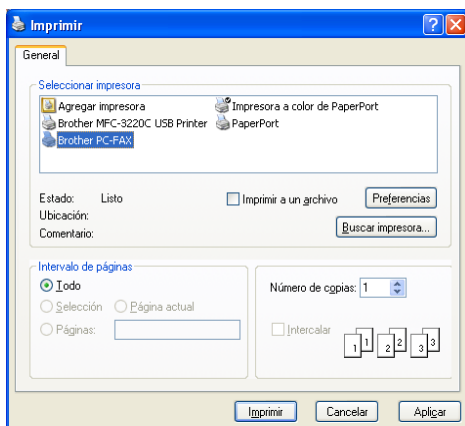 Imprimir
General
Seleccionar impresora
Agregar impresora
Impresora a color de PaperPort
Brother MFC-3220C USB Printer
PaperPort
Brother PC-FAX
Estado: Listo
Imprimir a un archivo
Preferencias
Ubicación:
Comentario:
Buscar impresora...
Intervalo de páginas
Todo
Selección
Página actual
Páginas:
Número de copias: 1
Intercalar
1 1 2 2 3 3
Imprimir
Cancelar
Aplicar